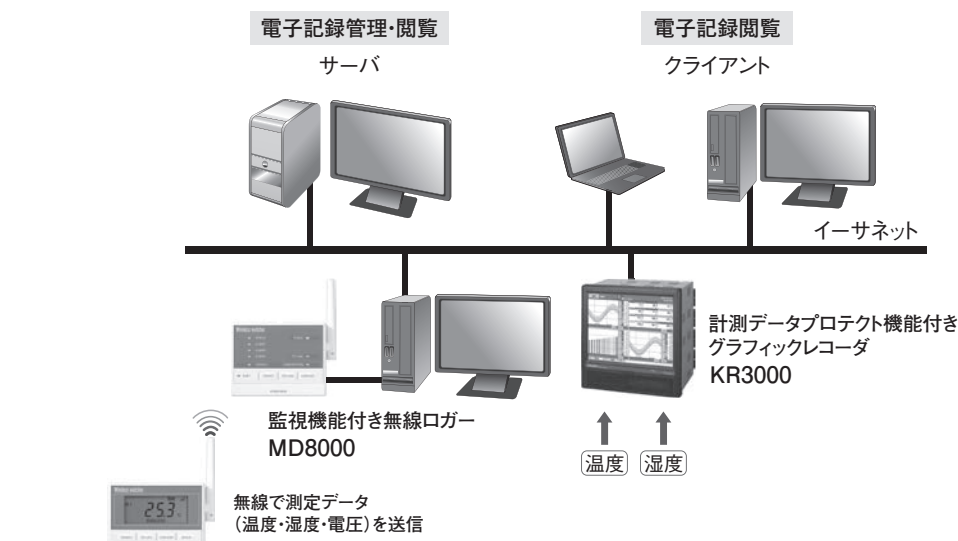 電子記録管理・閲覧
電子記録閲覧
サーバ
クライアント
イーサネット
計測データプロテクト機能付き
グラフィックレコーダ
KR3000
監視機能付き無線ロガー
MD8000
温度
湿度
25.3
無線で測定データ
（温度・湿度・電圧）を送信